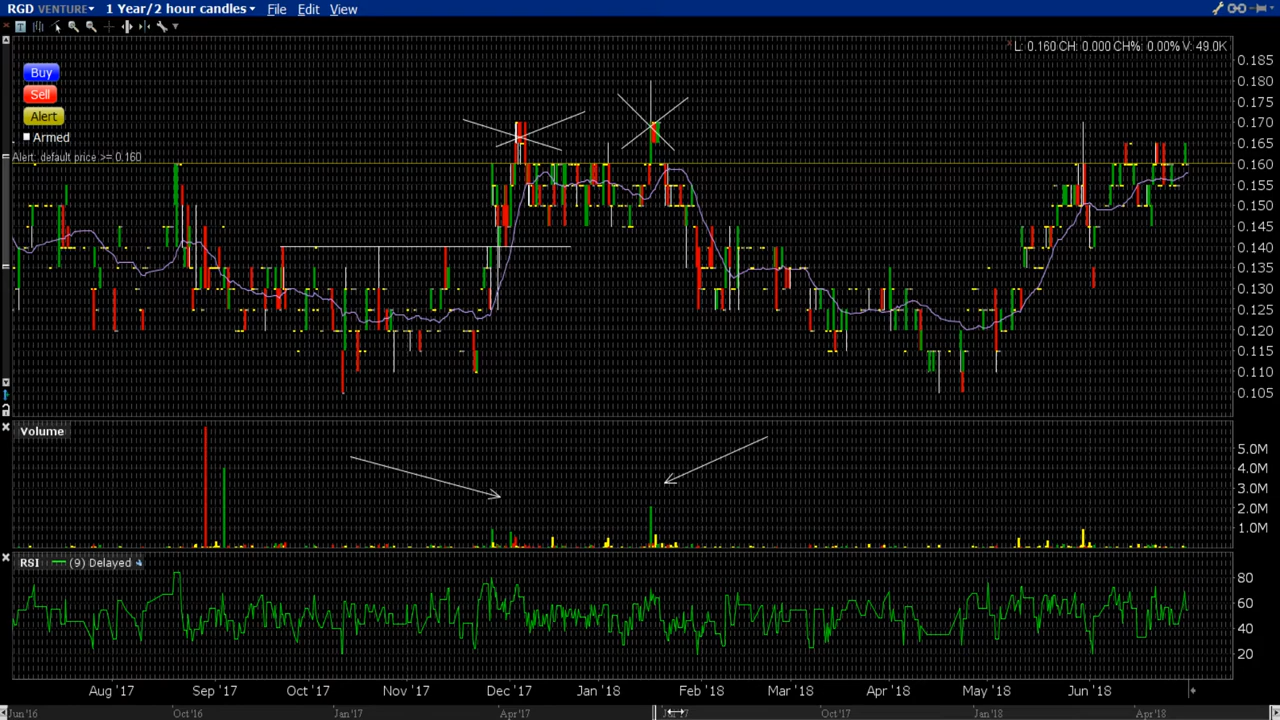 RGD VENTURE 1 Year/2 hour candles File Edit View
L: 0.160 CH: 0.000 CH%: 0.00% V: 49.0K
Buy
Sell
Alert
Armed
Alert: default price >= 0.160
0.185
0.180
0.175
0.170
0.165
0.160
0.155
0.150
0.145
0.140
0.135
0.130
0.125
0.120
0.115
0.110
0.105
Volume
5.0M
4.0M
3.0M
2.0M
1.0M
RSI (9) Delayed
80
60
40
20
Aug '17 Sep '17 Oct '17 Nov '17 Dec '17 Jan '18 Feb '18 Mar '18 Apr '18 May '18 Jun '18
Jun '16 Oct '16 Jan '17 Apr '17 Jul '17 Oct '17 Jan '18 Apr '18